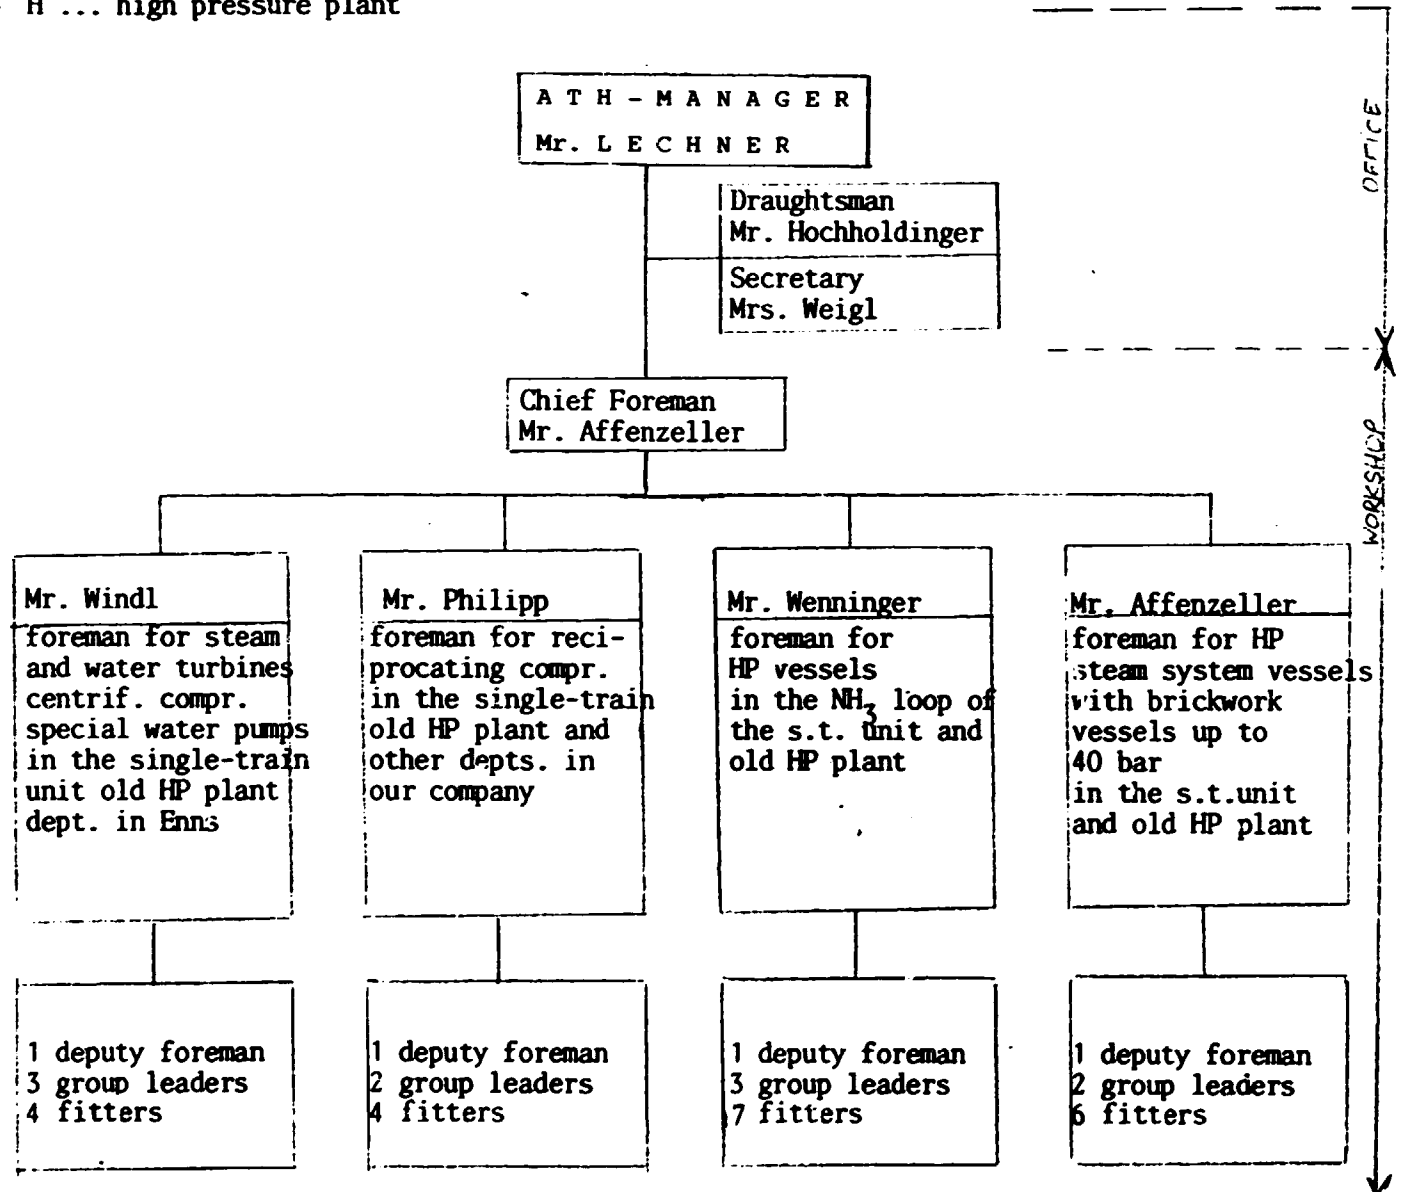 H ... high pressure plant
OFFICE
ATH-MANAGER
Mr. LECHNER
Draughtsman
Mr. Hochholdinger
Secretary
Mrs. Weigl
Chief Foreman
Mr. Affenzeller
WORKSHOP
Mr. Windl
foreman for steam
and water turbines
centrif. compr.
special water pumps
in the single-train
unit old HP plant
dept. in Enns
Mr. Philipp
foreman for reci-
procating compr.
in the single-train
old HP plant and
other depts. in
our company
Mr. Wenninger
foreman for
HP vessels
in the NH3 loop of
the s.t. unit and
old HP plant
Mr. Affenzeller
foreman for HP
steam system vessels
with brickwork
vessels up to
40 bar
in the s.t.unit
and old HP plant
1 deputy foreman
3 group leaders
4 fitters
1 deputy foreman
2 group leaders
4 fitters
1 deputy foreman
3 group leaders
7 fitters
1 deputy foreman
2 group leaders
6 fitters